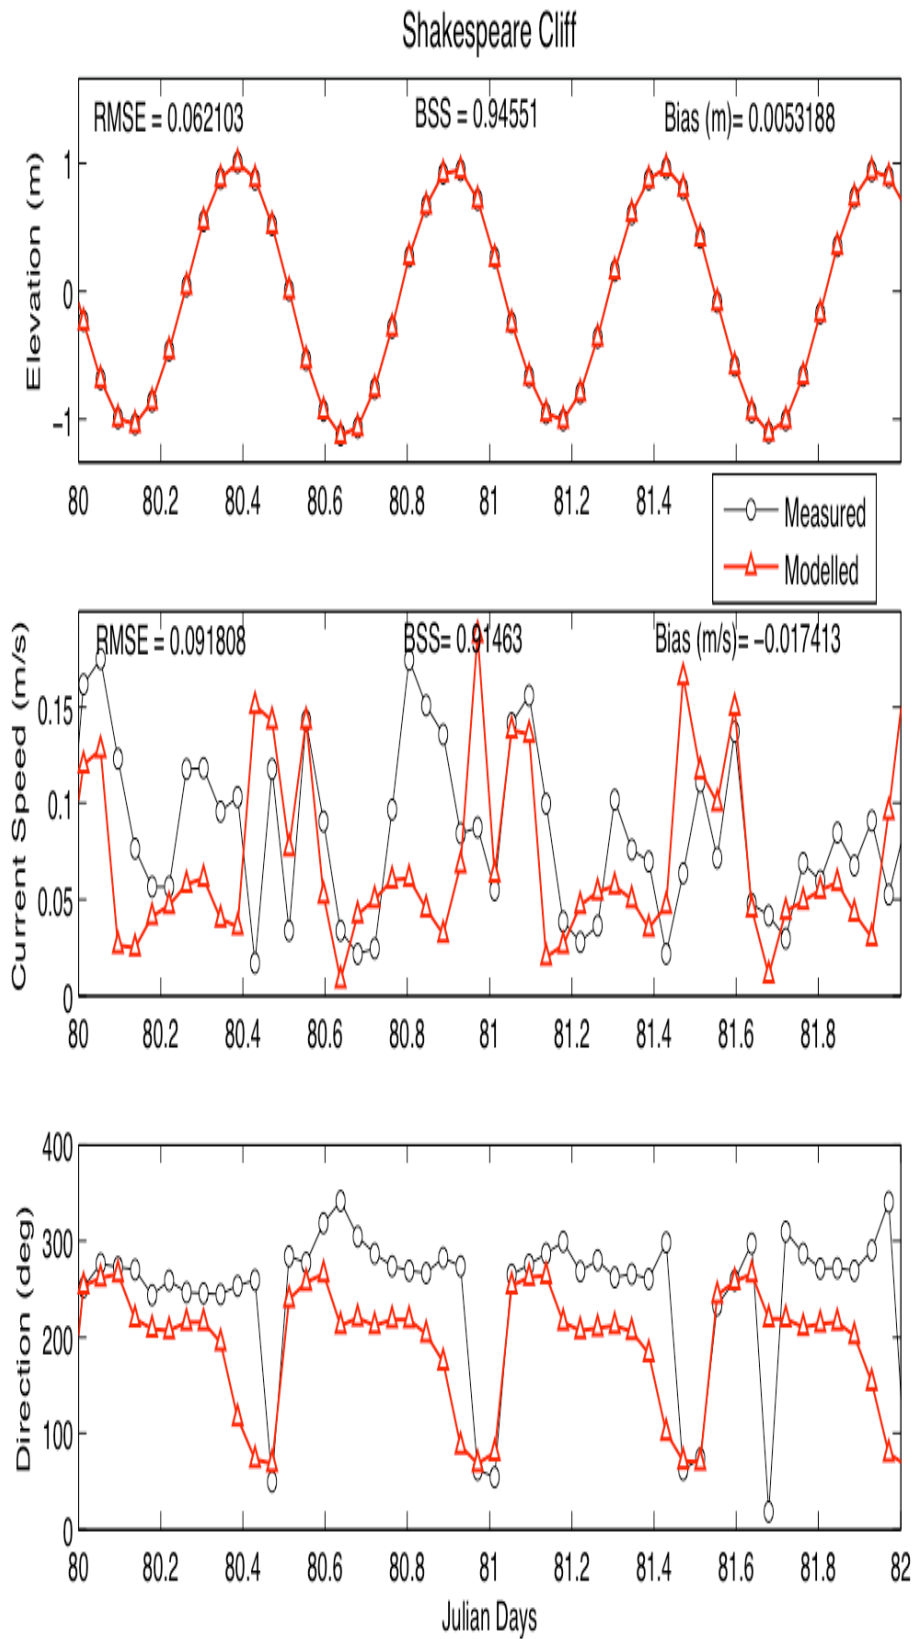 Shakespeare Cliff
RMSE = 0.062103 BSS = 0.94551 Bias (m)= 0.0053188
Elevation (m)
1
0
-1
80 80.2 80.4 80.6 80.8 81 81.2 81.4
Measured
Modelled
RMSE = 0.091808 BSS= 0.91463 Bias (m/s)= −0.017413
Current Speed (m/s)
0.15
0.1
0.05
0
80 80.2 80.4 80.6 80.8 81 81.2 81.4 81.6 81.8
Direction (deg)
400
300
200
100
0
80 80.2 80.4 80.6 80.8 81 81.2 81.4 81.6 81.8 82
Julian Days